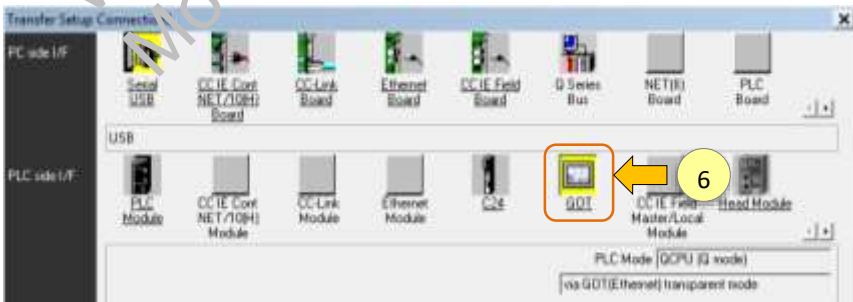 Transfer Setup Connection
PC side I/F
Serial
USB
CC IE Cont
NET/10(H)
Board
CC-Link
Board
Ethernet
Board
CC IE Field
Board
Q Series
Bus
NET(II)
Board
PLC
Board
USB
PLC side I/F
PLC
Module
CC IE Cont
NET/10(H)
Module
CC-Link
Module
Ethernet
Module
C24
GOT
6
CC IE Field
Master/Local
Module
Head Module
PLC Mode QCPU (Q mode)
via GOT(Ethernet) transparent mode